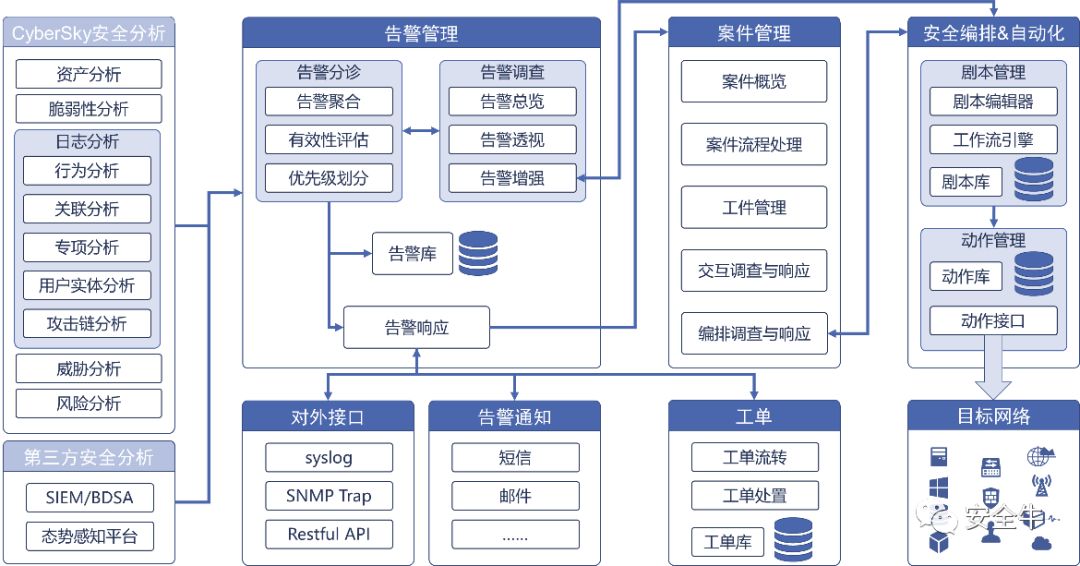 CyberSky安全分析
资产分析
脆弱性分析
日志分析
行为分析
关联分析
专项分析
用户实体分析
攻击链分析
威胁分析
风险分析
第三方安全分析
SIEM/BDSA
态势感知平台
告警管理
告警分诊
告警聚合
有效性评估
优先级划分
告警调查
告警总览
告警透视
告警增强
告警库
告警响应
对外接口
syslog
SNMP Trap
Restful API
告警通知
短信
邮件
......
案件管理
案件概览
案件流程处理
工件管理
交互调查与响应
编排调查与响应
工单
工单流转
工单处置
工单库
安全编排&自动化
剧本管理
剧本编辑器
工作流引擎
剧本库
动作管理
动作库
动作接口
目标网络
安全牛